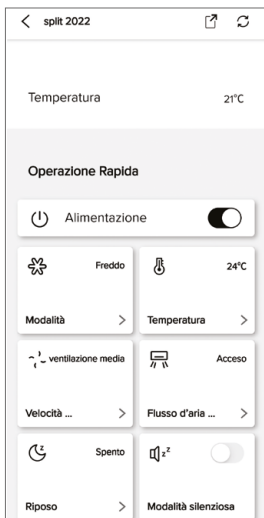 split 2022
Temperatura 21°C
Operazione Rapida
Alimentazione
Freddo
Modalità
24°C
Temperatura
ventilazione media
Velocità ...
Acceso
Flusso d'aria ...
Spento
Riposo
Modalità silenziosa